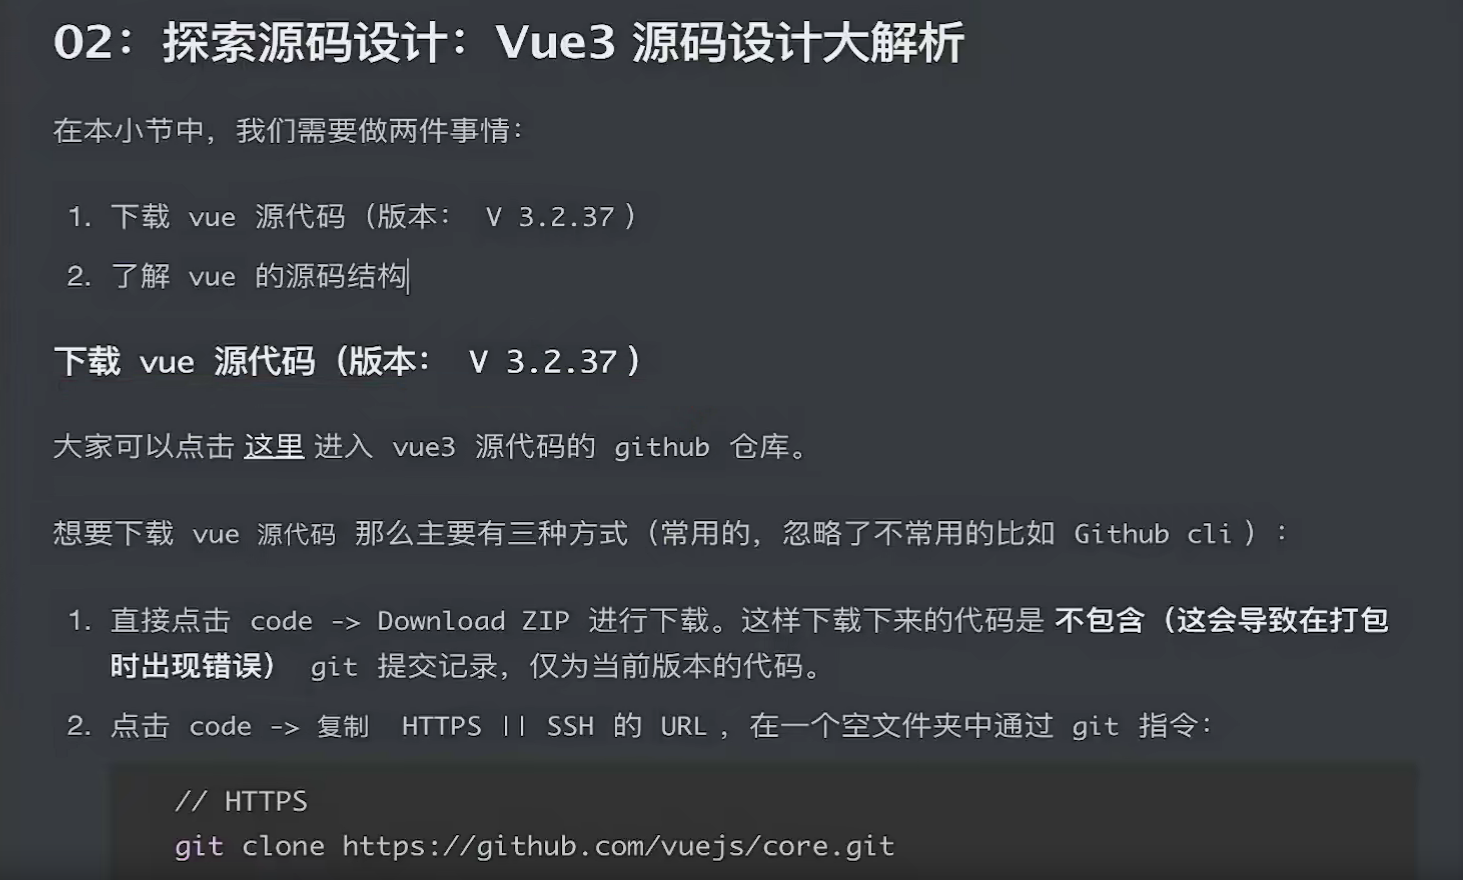 02：探索源码设计：Vue3 源码设计大解析
在本小节中，我们需要做两件事情：
1. 下载 vue 源代码（版本： V 3.2.37 ）
2. 了解 vue 的源码结构
下载 vue 源代码（版本： V 3.2.37 ）
大家可以点击 这里 进入 vue3 源代码的 github 仓库。
想要下载 vue 源代码 那么主要有三种方式（常用的，忽略了不常用的比如 Github cli ）：
1. 直接点击 code -> Download ZIP 进行下载。这样下载下来的代码是 不包含（这会导致在打包
时出现错误） git 提交记录，仅为当前版本的代码。
2. 点击 code -> 复制 HTTPS || SSH 的 URL ，在一个空文件夹中通过 git 指令：
// HTTPS
git clone https://github.com/vuejs/core.git